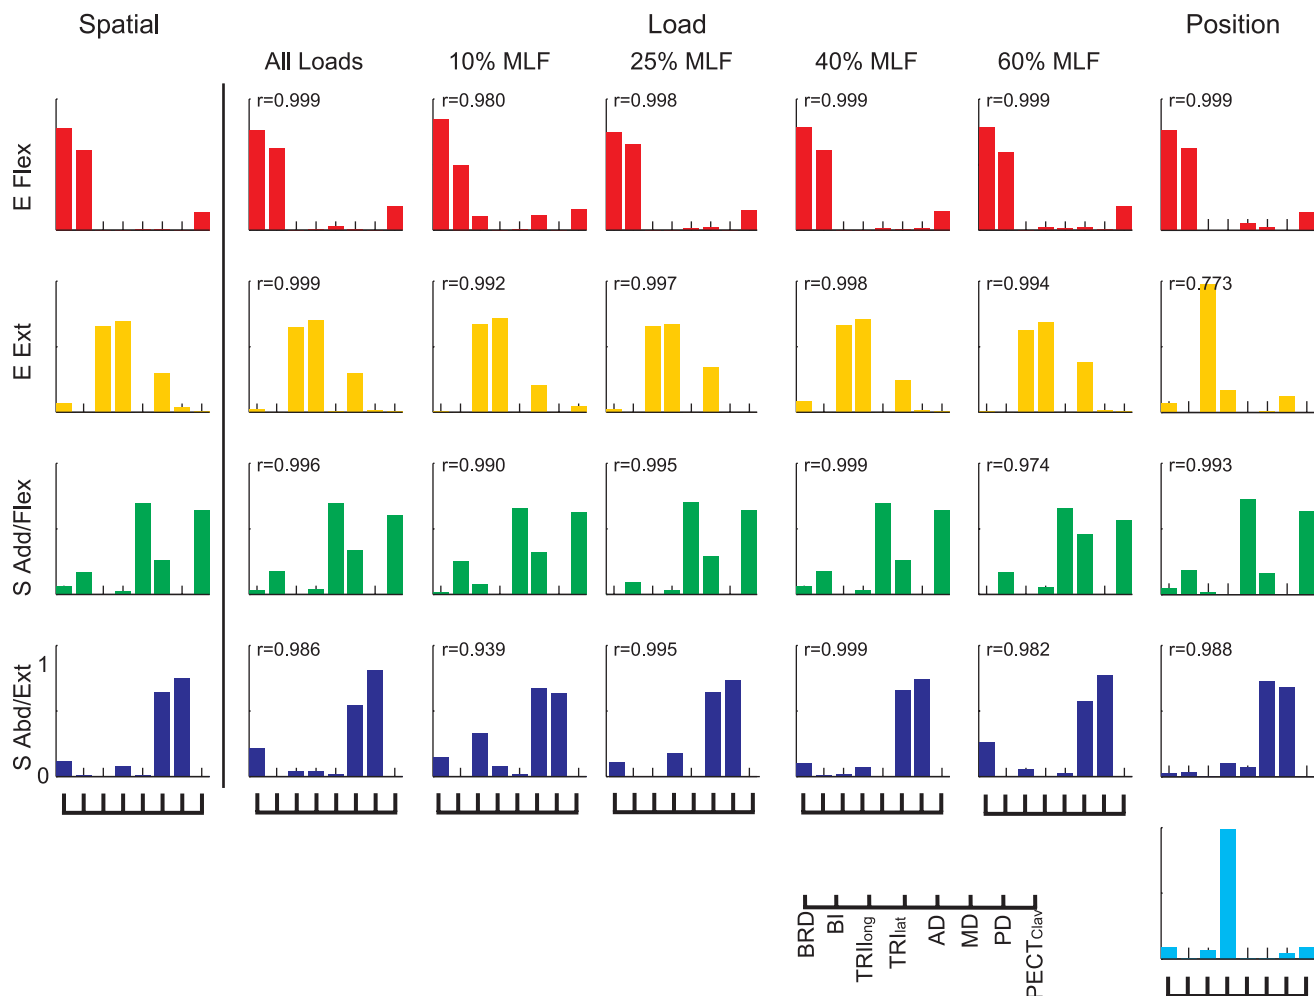 Spatial Load Position
All Loads 10% MLF 25% MLF 40% MLF 60% MLF
E Flex
r=0.999 r=0.980 r=0.998 r=0.999 r=0.999 r=0.999
E Ext
r=0.999 r=0.992 r=0.997 r=0.998 r=0.994 r=0.773
S Add/Flex
r=0.996 r=0.990 r=0.995 r=0.999 r=0.974 r=0.993
S Abd/Ext
1
0
r=0.986 r=0.939 r=0.995 r=0.999 r=0.982 r=0.988
BRD
BI
TRIlong
TRIlat
AD
MD
PD
PECTClav